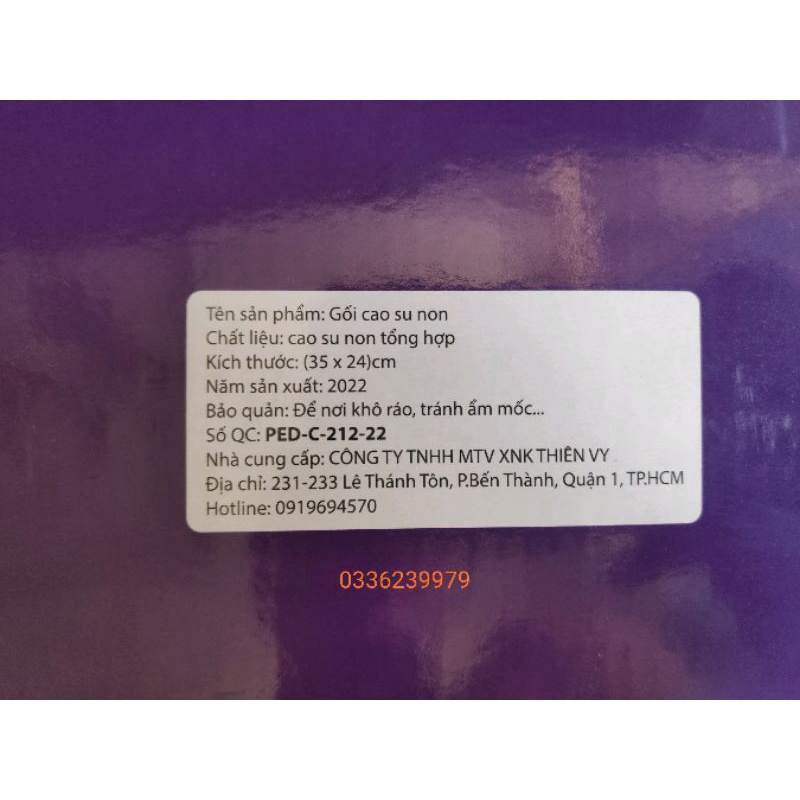 Tên sản phẩm: Gối cao su non
Chất liệu: cao su non tổng hợp
Kích thước: (35 x 24)cm
Năm sản xuất: 2022
Bảo quản: Để nơi khô ráo, tránh ẩm mốc...
Số QC: PED-C-212-22
Nhà cung cấp: CÔNG TY TNHH MTV XNK THIÊN VY
Địa chỉ: 231-233 Lê Thánh Tôn, P.Bến Thành, Quận 1, TP.HCM
Hotline: 0919694570
0336239979